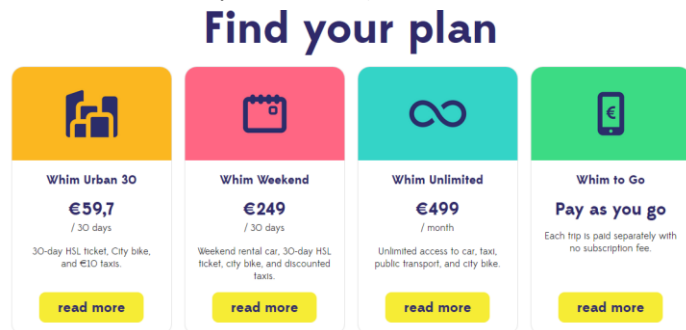 Find your plan
Whim Urban 30
€59,7
/ 30 days
30-day HSL ticket, City bike,
and €10 taxis.
read more
Whim Weekend
€249
/ 30 days
Weekend rental car, 30-day HSL
ticket, city bike, and discounted
taxis.
read more
Whim Unlimited
€499
/ month
Unlimited access to car, taxi,
public transport, and city bike.
read more
€
Whim to Go
Pay as you go
Each trip is paid separately with
no subscription fee.
read more